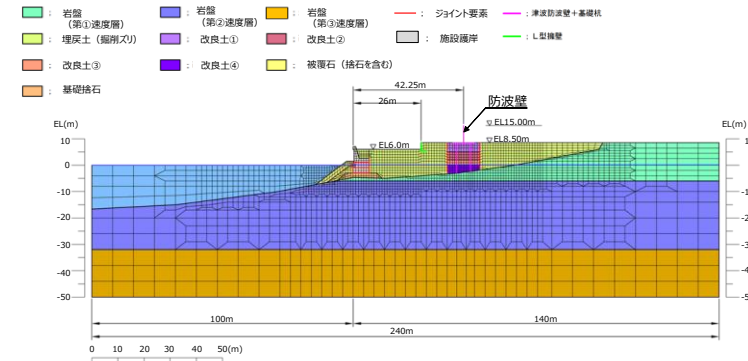 : 岩盤
(第①速度層)
: 岩盤
(第②速度層)
: 岩盤
(第③速度層)
: ジョイント要素
: 津波防波壁＋基礎杭
: 埋戻土 (掘削ズリ)
: 改良土①
: 改良土②
: 施設護岸
: L型擁壁
: 改良土③
: 改良土④
: 被覆石 (捨石を含む)
: 基礎捨石
42.25m
26m
防波壁
EL(m)
EL15.00m
EL(m)
EL6.0m
EL8.50m
10
0
-10
-20
-30
-40
-50
100m
140m
240m
0 10 20 30 40 50(m)